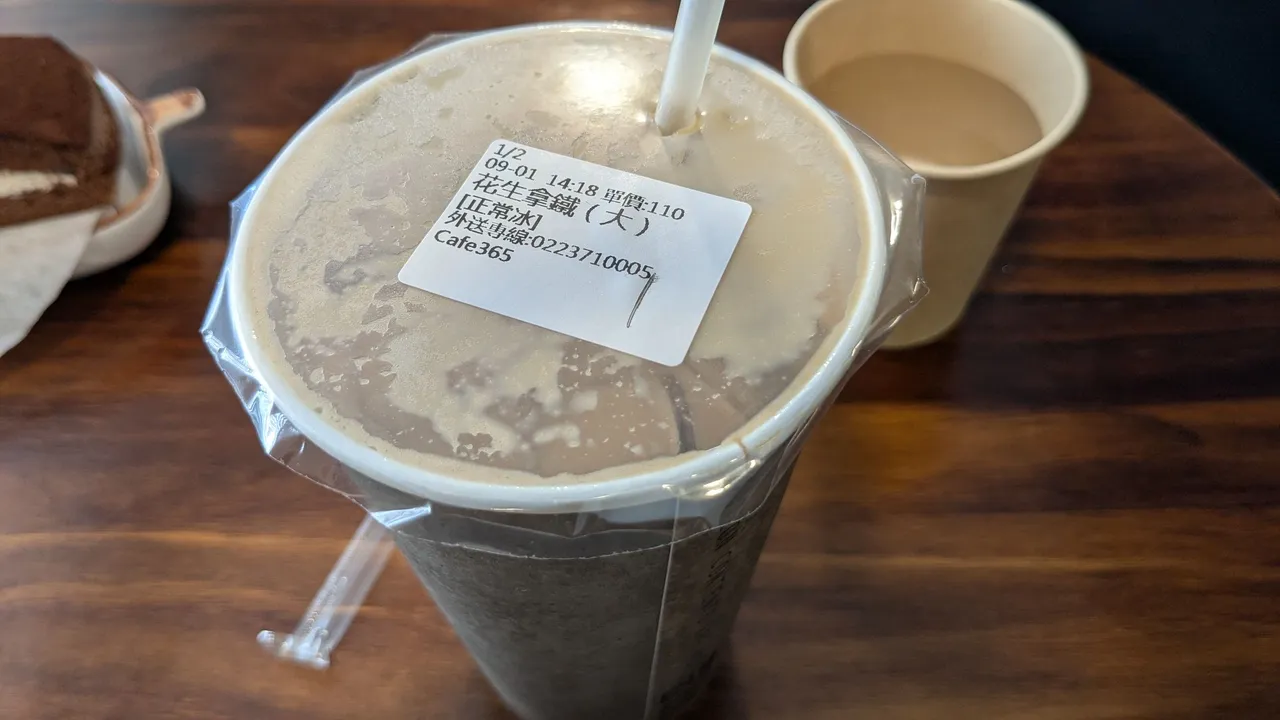 1/2
09-01 14:18 單價:110
花生拿鐵(大)
[正常冰]
外送専線:0223710005
Cafe365